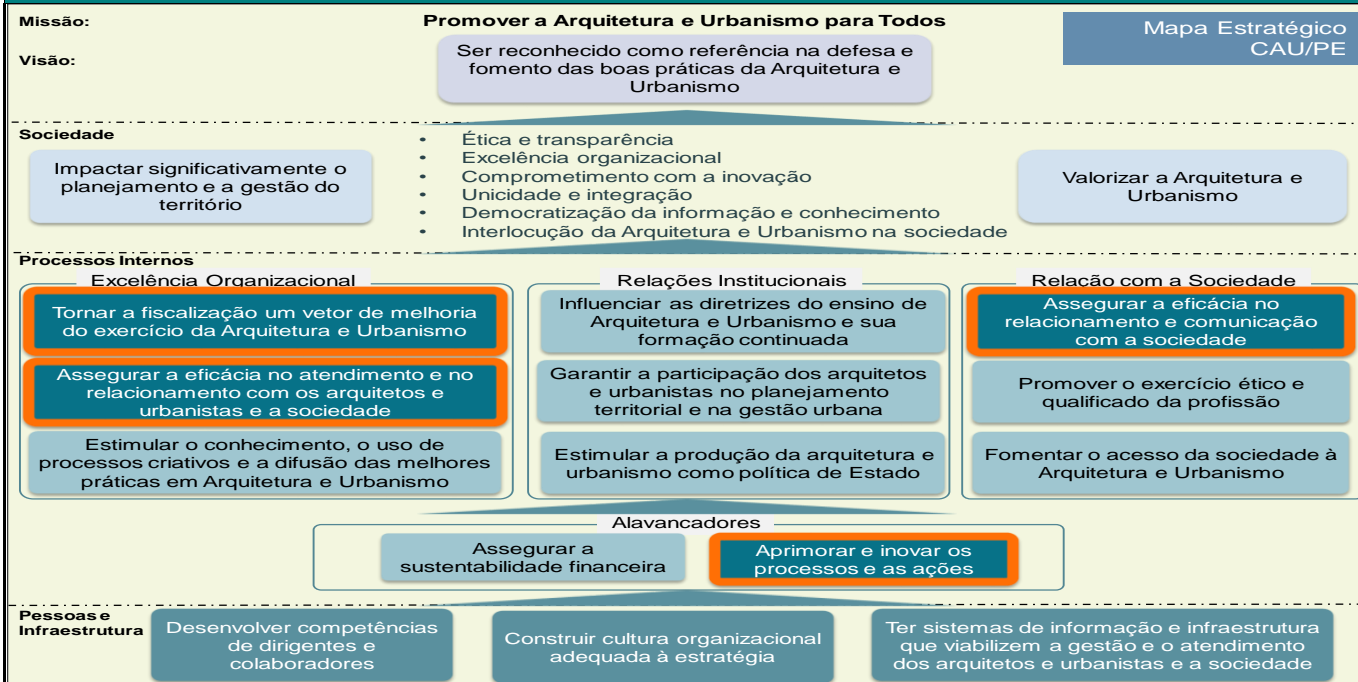 Missão:
Promover a Arquitetura e Urbanismo para Todos
Mapa Estratégico
CAU/PE
Visão:
Ser reconhecido como referência na defesa e
fomento das boas práticas da Arquitetura e
Urbanismo
Sociedade
Impactar significativamente o
planejamento e a gestão do
território
• Ética e transparência
• Excelência organizacional
• Comprometimento com a inovação
• Unicidade e integração
• Democratização da informação e conhecimento
• Interlocução da Arquitetura e Urbanismo na sociedade
Valorizar a Arquitetura e
Urbanismo
Processos Internos
Excelência Organizacional
Tornar a fiscalização um vetor de melhoria
do exercício da Arquitetura e Urbanismo
Assegurar a eficácia no atendimento e no
relacionamento com os arquitetos e
urbanistas e a sociedade
Estimular o conhecimento, o uso de
processos criativos e a difusão das melhores
práticas em Arquitetura e Urbanismo
Relações Institucionais
Influenciar as diretrizes do ensino de
Arquitetura e Urbanismo e sua
formação continuada
Garantir a participação dos arquitetos
e urbanistas no planejamento
territorial e na gestão urbana
Estimular a produção da arquitetura e
urbanismo como política de Estado
Relação com a Sociedade
Assegurar a eficácia no
relacionamento e comunicação
com a sociedade
Promover o exercício ético e
qualificado da profissão
Fomentar o acesso da sociedade à
Arquitetura e Urbanismo
Alavancadores
Assegurar a
sustentabilidade financeira
Aprimorar e inovar os
processos e as ações
Pessoas e
Infraestrutura
Desenvolver competências
de dirigentes e
colaboradores
Construir cultura organizacional
adequada à estratégia
Ter sistemas de informação e infraestrutura
que viabilizem a gestão e o atendimento
dos arquitetos e urbanistas e a sociedade